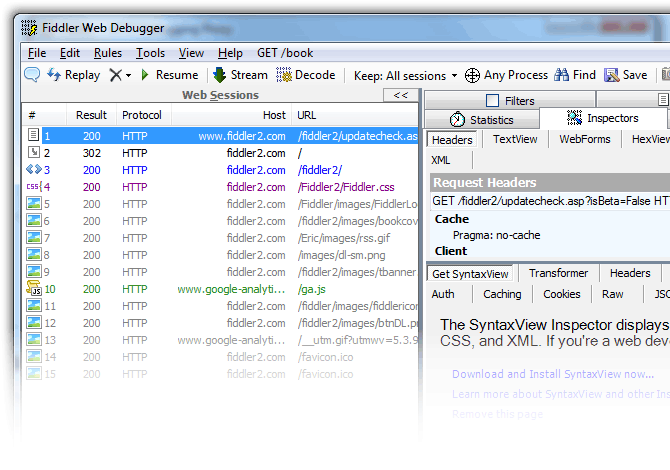 Fiddler Web Debugger
File Edit Rules Tools View Help GET /book
Replay Resume Stream Decode Keep: All sessions Any Process Find Save
Web Sessions <<
# Result Protocol Host URL
1 200 HTTP www.fiddler2.com /fiddler2/updatecheck.as
2 302 HTTP fiddler2.com /
3 200 HTTP fiddler2.com /fiddler2/
4 200 HTTP fiddler2.com /Fiddler2/Fiddler.css
5 200 HTTP fiddler2.com /Fiddler/images/FiddlerLo
6 200 HTTP fiddler2.com /Fiddler2/images/bookcov
7 200 HTTP fiddler2.com /Eric/images/rss.gif
8 200 HTTP fiddler2.com /images/dl-sm.png
9 200 HTTP fiddler2.com /Fiddler2/images/tbanner
10 200 HTTP www.google-analyti... /ga.js
11 200 HTTP fiddler2.com /fiddler/images/fiddlericon
12 200 HTTP fiddler2.com /Fiddler2/images/btnDL.pn
13 200 HTTP www.google-analyti... /__utm.gif?utmwv=5.3.9
14 200 HTTP fiddler2.com /favicon.ico
15 200 HTTP fiddler2.com /favicon.ico
Filters
Statistics Inspectors
Headers TextView WebForms HexView
XML
Request Headers
GET /fiddler2/updatecheck.asp?isBeta=False HT
Cache
Pragma: no-cache
Client
Get SyntaxView Transformer Headers
Auth Caching Cookies Raw JSO
The SyntaxView Inspector displays
CSS, and XML. If you're a web deve
Download and Install SyntaxView now...
Learn more about SyntaxView and other Ins
Remove this page